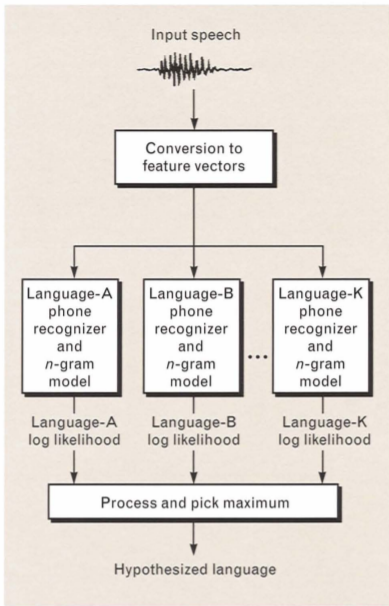 Input speech
Conversion to
feature vectors
Language-A
phone
recognizer
and
n-gram
model
Language-B
phone
recognizer
and
n-gram
model
...
Language-K
phone
recognizer
and
n-gram
model
Language-A
log likelihood
Language-B
log likelihood
Language-K
log likelihood
Process and pick maximum
Hypothesized language